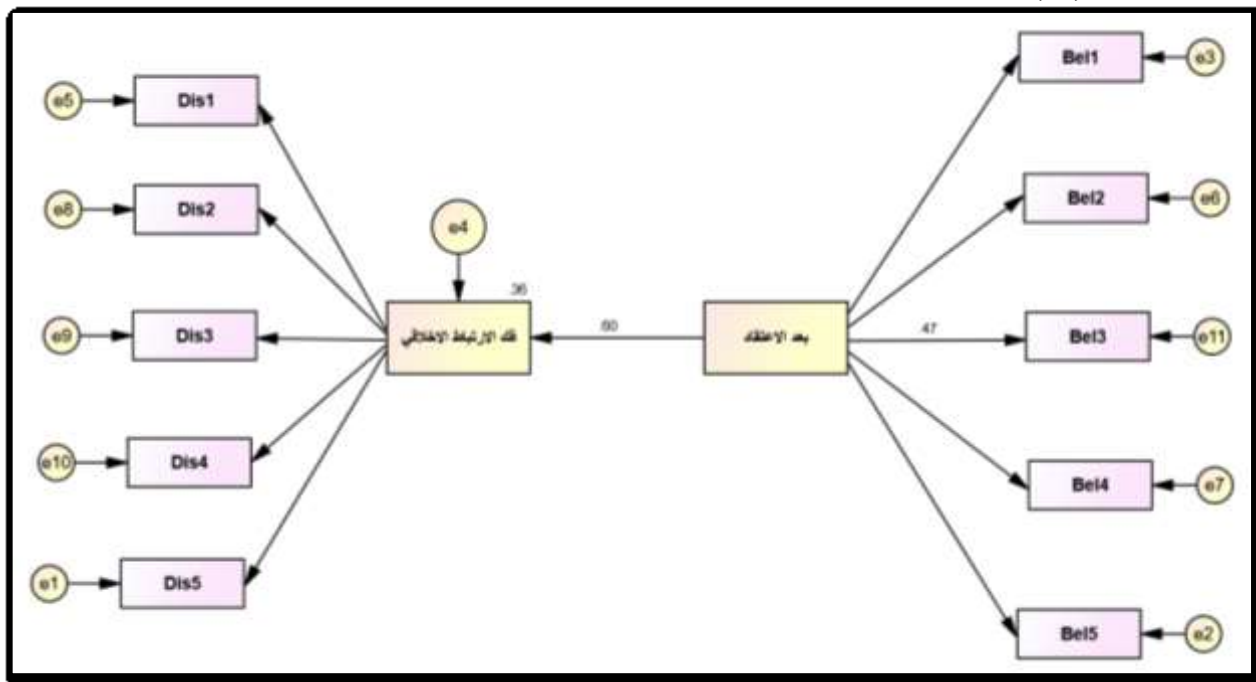 Bel1
e3
e5
Dis1
e8
Dis2
Bel2
e6
e4
.36
e9
Dis3
فك الارتباط الاخلاقي
.60
بعد الاعتقاد
.47
Bel3
e11
e10
Dis4
Bel4
e7
e1
Dis5
Bel5
e2